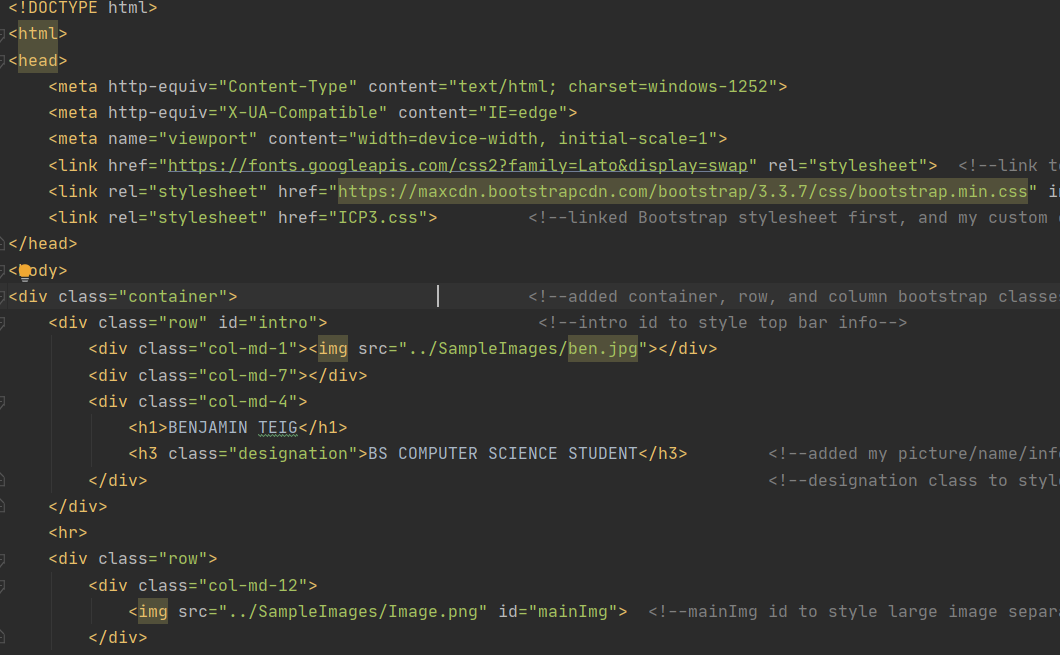 <!DOCTYPE html>
<html>
<head>
    <meta http-equiv="Content-Type" content="text/html; charset=windows-1252">
    <meta http-equiv="X-UA-Compatible" content="IE=edge">
    <meta name="viewport" content="width=device-width, initial-scale=1">
    <link href="https://fonts.googleapis.com/css2?family=Lato&display=swap" rel="stylesheet">  <!--link
    <link rel="stylesheet" href="https://maxcdn.bootstrapcdn.com/bootstrap/3.3.7/css/bootstrap.min.css"
    <link rel="stylesheet" href="ICP3.css">         <!--linked Bootstrap stylesheet first, and my custom
</head>
<body>
<div class="container">                             <!--added container, row, and column bootstrap classe
    <div class="row" id="intro">                     <!--intro id to style top bar info-->
        <div class="col-md-1"><img src="../SampleImages/ben.jpg"></div>
        <div class="col-md-7"></div>
        <div class="col-md-4">
            <h1>BENJAMIN TEIG</h1>
            <h3 class="designation">BS COMPUTER SCIENCE STUDENT</h3>        <!--added my picture/name/inf
        </div>                                                              <!--designation class to styl
    </div>
    <hr>
    <div class="row">
        <div class="col-md-12">
            <img src="../SampleImages/Image.png" id="mainImg">  <!--mainImg id to style large image separ
        </div>